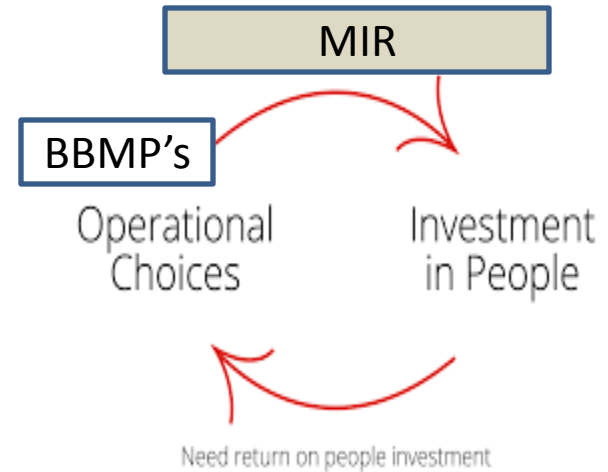 MIR
BBMP’s
Operational
Choices
Investment
in People
Need return on people investment